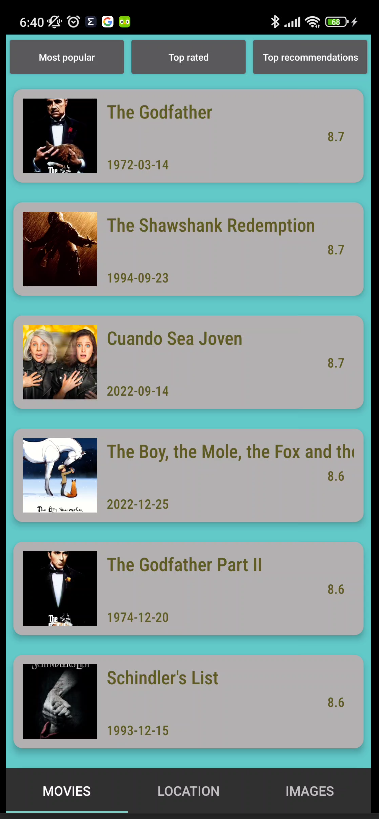 6:40
68
Most popular
Top rated
Top recommendations
The Godfather
8.7
1972-03-14
The Shawshank Redemption
8.7
1994-09-23
Cuando Sea Joven
8.7
2022-09-14
The Boy, the Mole, the Fox and the
8.6
2022-12-25
The Godfather Part II
8.6
1974-12-20
Schindler's List
8.6
1993-12-15
MOVIES
LOCATION
IMAGES